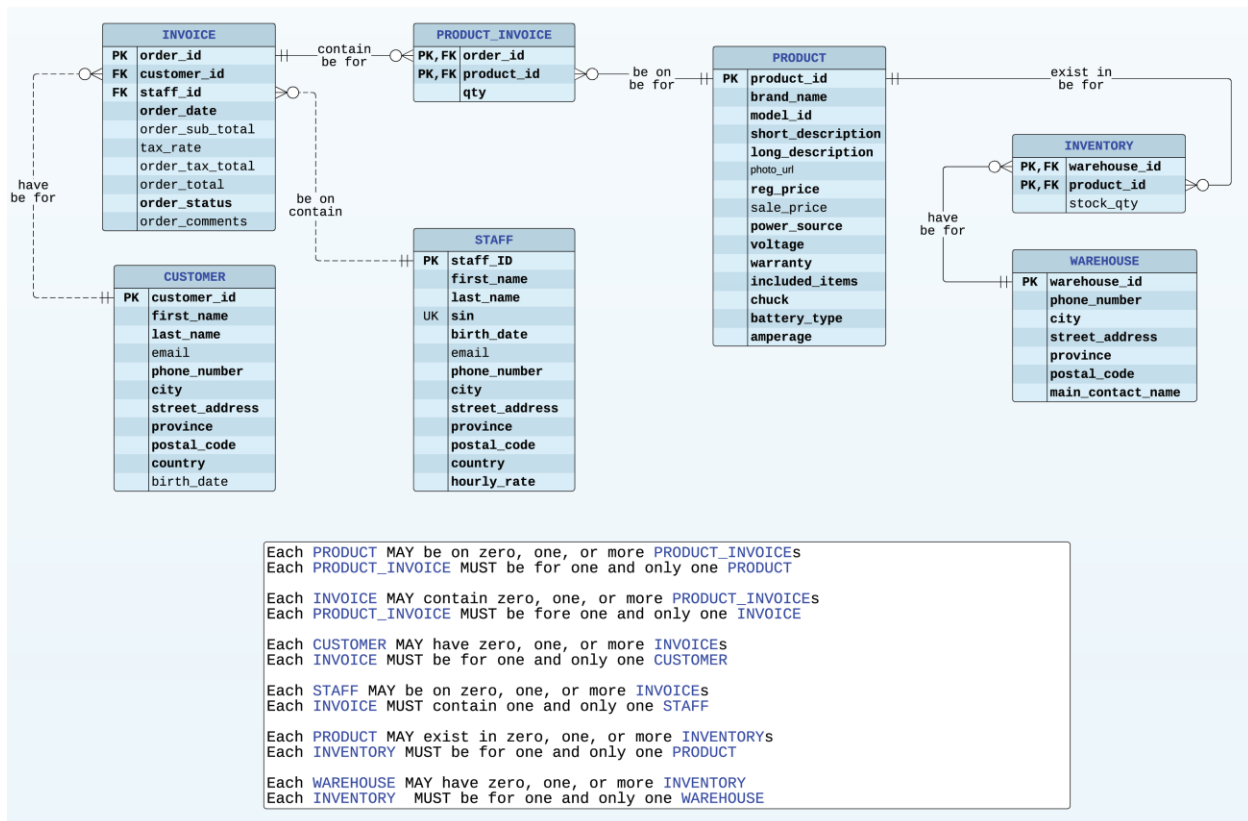 INVOICE
PK order_id
FK customer_id
FK staff_id
order_date
order_sub_total
tax_rate
order_tax_total
order_total
order_status
order_comments
contain
be for
PRODUCT_INVOICE
PK,FK order_id
PK,FK product_id
qty
be on
be for
PRODUCT
PK product_id
brand_name
model_id
short_description
long_description
photo_url
reg_price
sale_price
power_source
voltage
warranty
included_items
chuck
battery_type
amperage
exist in
be for
INVENTORY
PK,FK warehouse_id
PK,FK product_id
stock_qty
have
be for
WAREHOUSE
PK warehouse_id
phone_number
city
street_address
province
postal_code
main_contact_name
have
be for
be on
contain
CUSTOMER
PK customer_id
first_name
last_name
email
phone_number
city
street_address
province
postal_code
country
birth_date
STAFF
PK staff_ID
first_name
last_name
UK sin
birth_date
email
phone_number
city
street_address
province
postal_code
country
hourly_rate
Each PRODUCT MAY be on zero, one, or more PRODUCT_INVOICEs
Each PRODUCT_INVOICE MUST be for one and only one PRODUCT
Each INVOICE MAY contain zero, one, or more PRODUCT_INVOICEs
Each PRODUCT_INVOICE MUST be fore one and only one INVOICE
Each CUSTOMER MAY have zero, one, or more INVOICEs
Each INVOICE MUST be for one and only one CUSTOMER
Each STAFF MAY be on zero, one, or more INVOICEs
Each INVOICE MUST contain one and only one STAFF
Each PRODUCT MAY exist in zero, one, or more INVENTORYs
Each INVENTORY MUST be for one and only one PRODUCT
Each WAREHOUSE MAY have zero, one, or more INVENTORY
Each INVENTORY  MUST be for one and only one WAREHOUSE